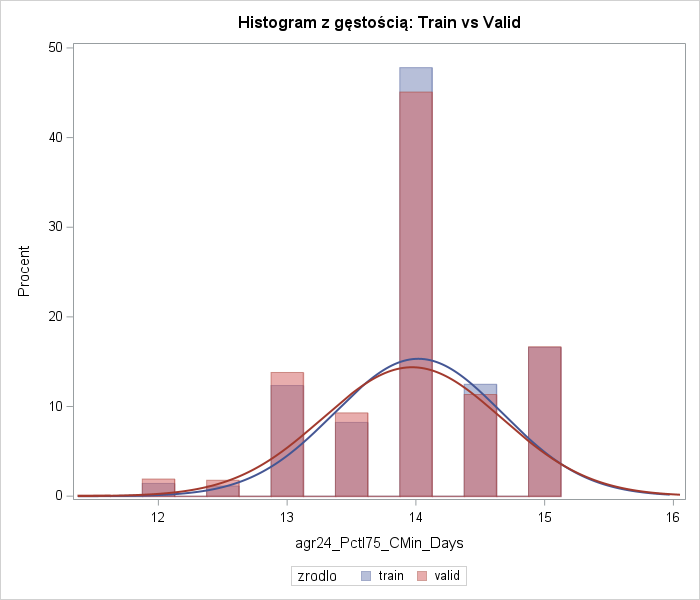 Histogram z gęstością: Train vs Valid
50
40
30
20
10
0
Procent
12 13 14 15 16
agr24_Pctl75_CMin_Days
zrodlo train valid